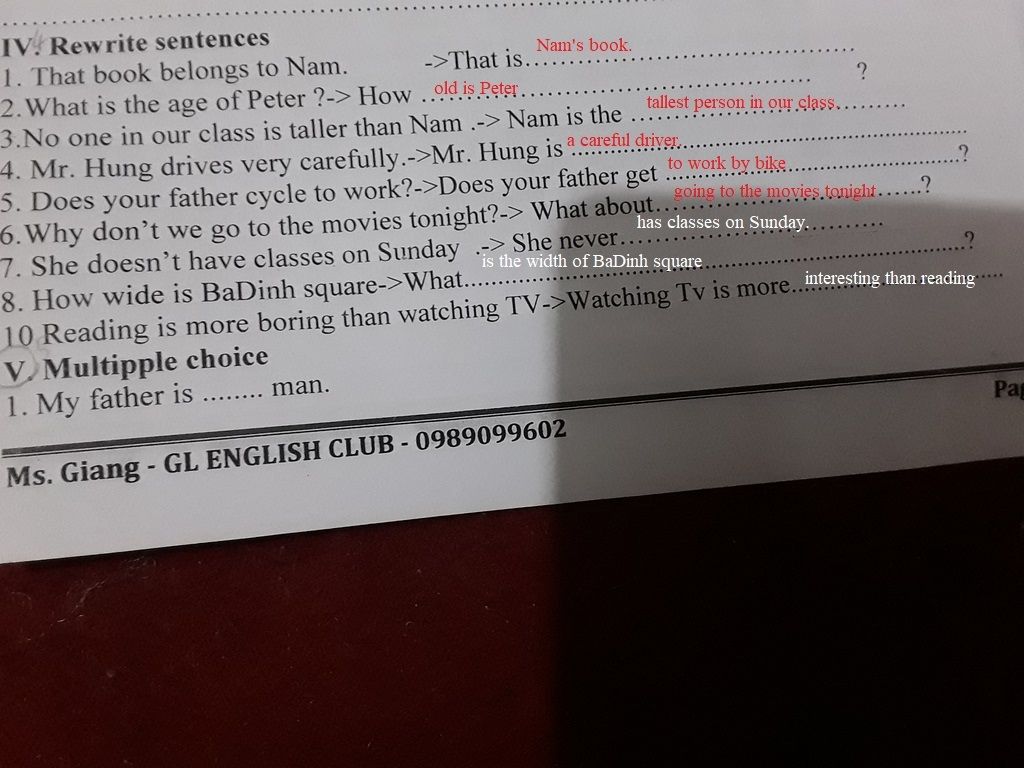 IV. Rewrite sentences
1. That book belongs to Nam. ->That is Nam's book.
2.What is the age of Peter ?-> How old is Peter ?
3.No one in our class is taller than Nam .-> Nam is the tallest person in our class.
4. Mr. Hung drives very carefully.->Mr. Hung is a careful driver.
5. Does your father cycle to work?->Does your father get to work by bike ?
6.Why don't we go to the movies tonight?-> What about going to the movies tonight ?
7. She doesn't have classes on Sunday .-> She never has classes on Sunday.
8. How wide is BaDinh square->What is the width of BaDinh square ?
10 Reading is more boring than watching TV->Watching Tv is more interesting than reading
V. Multipple choice
1. My father is ........ man.
Ms. Giang - GL ENGLISH CLUB - 0989099602